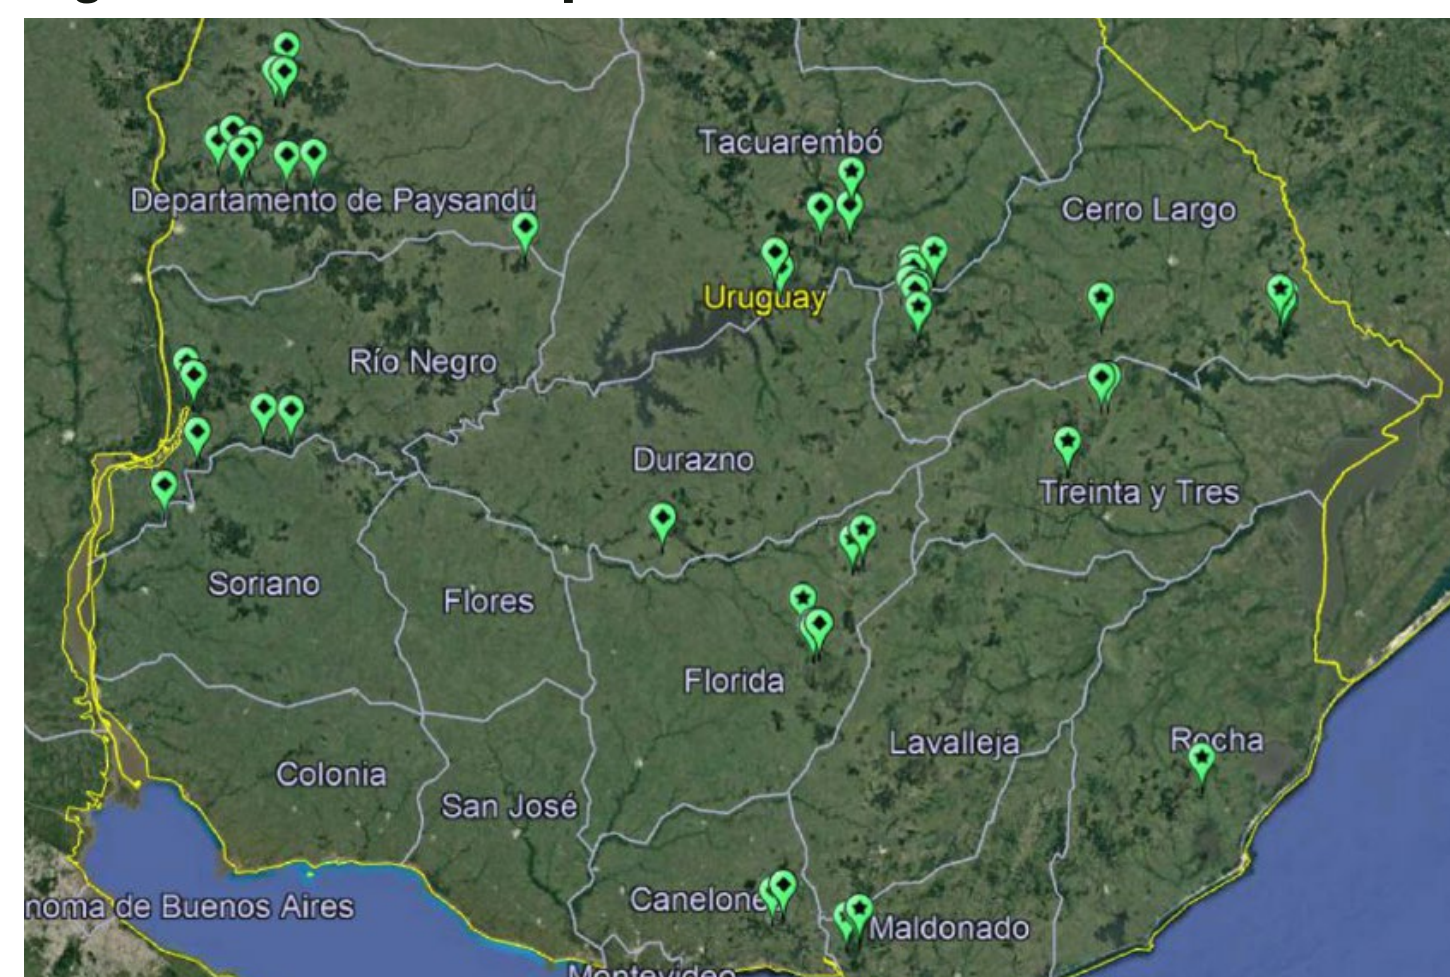 Tacuarembó
Departamento de Paysandú
Cerro Largo
Uruguay
Río Negro
Durazno
Treinta y Tres
Soriano
Flores
Florida
Lavalleja
Rocha
Colonia
San José
Canelone
noma de Buenos Aires
Maldonado
Montevideo